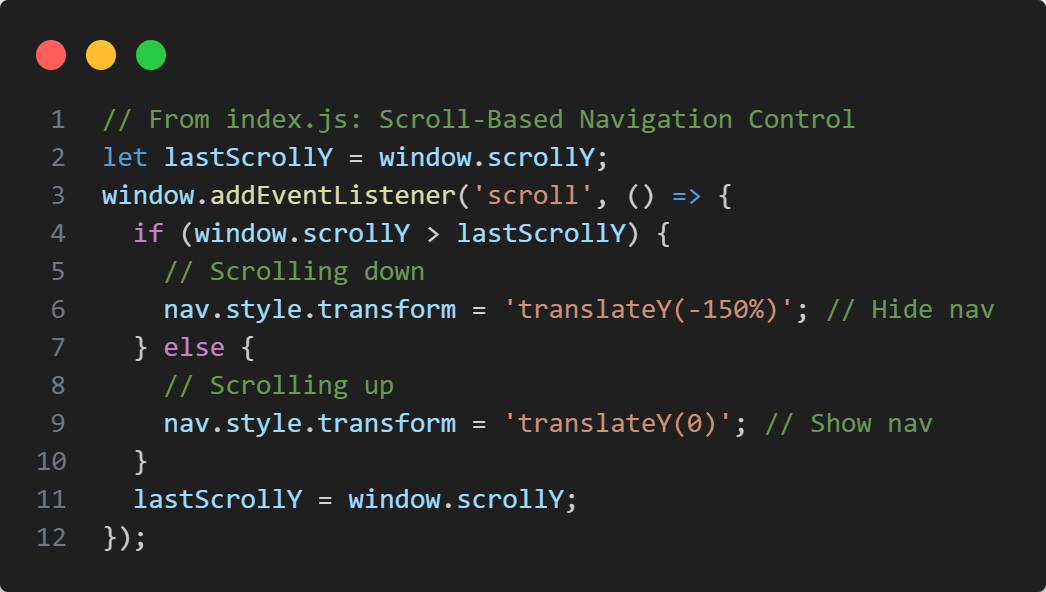 1 // From index.js: Scroll-Based Navigation Control
2 let lastScrollY = window.scrollY;
3 window.addEventListener('scroll', () => {
4   if (window.scrollY > lastScrollY) {
5     // Scrolling down
6     nav.style.transform = 'translateY(-150%)'; // Hide nav
7   } else {
8     // Scrolling up
9     nav.style.transform = 'translateY(0)'; // Show nav
10   }
11   lastScrollY = window.scrollY;
12 });